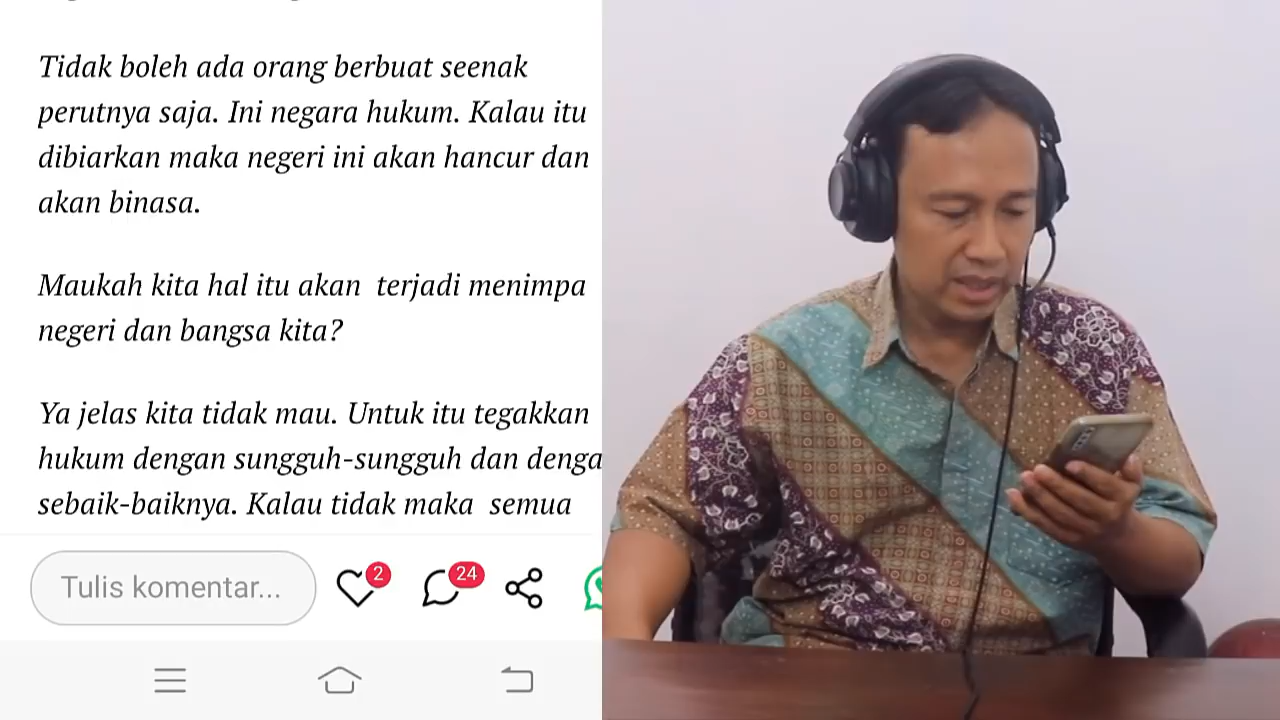 Tidak boleh ada orang berbuat seenak
perutnya saja. Ini negara hukum. Kalau itu
dibiarkan maka negeri ini akan hancur dan
akan binasa.
Maukah kita hal itu akan  terjadi menimpa
negeri dan bangsa kita?
Ya jelas kita tidak mau. Untuk itu tegakkan
hukum dengan sungguh-sungguh dan denga
sebaik-baiknya. Kalau tidak maka  semua
Tulis komentar...
2
24